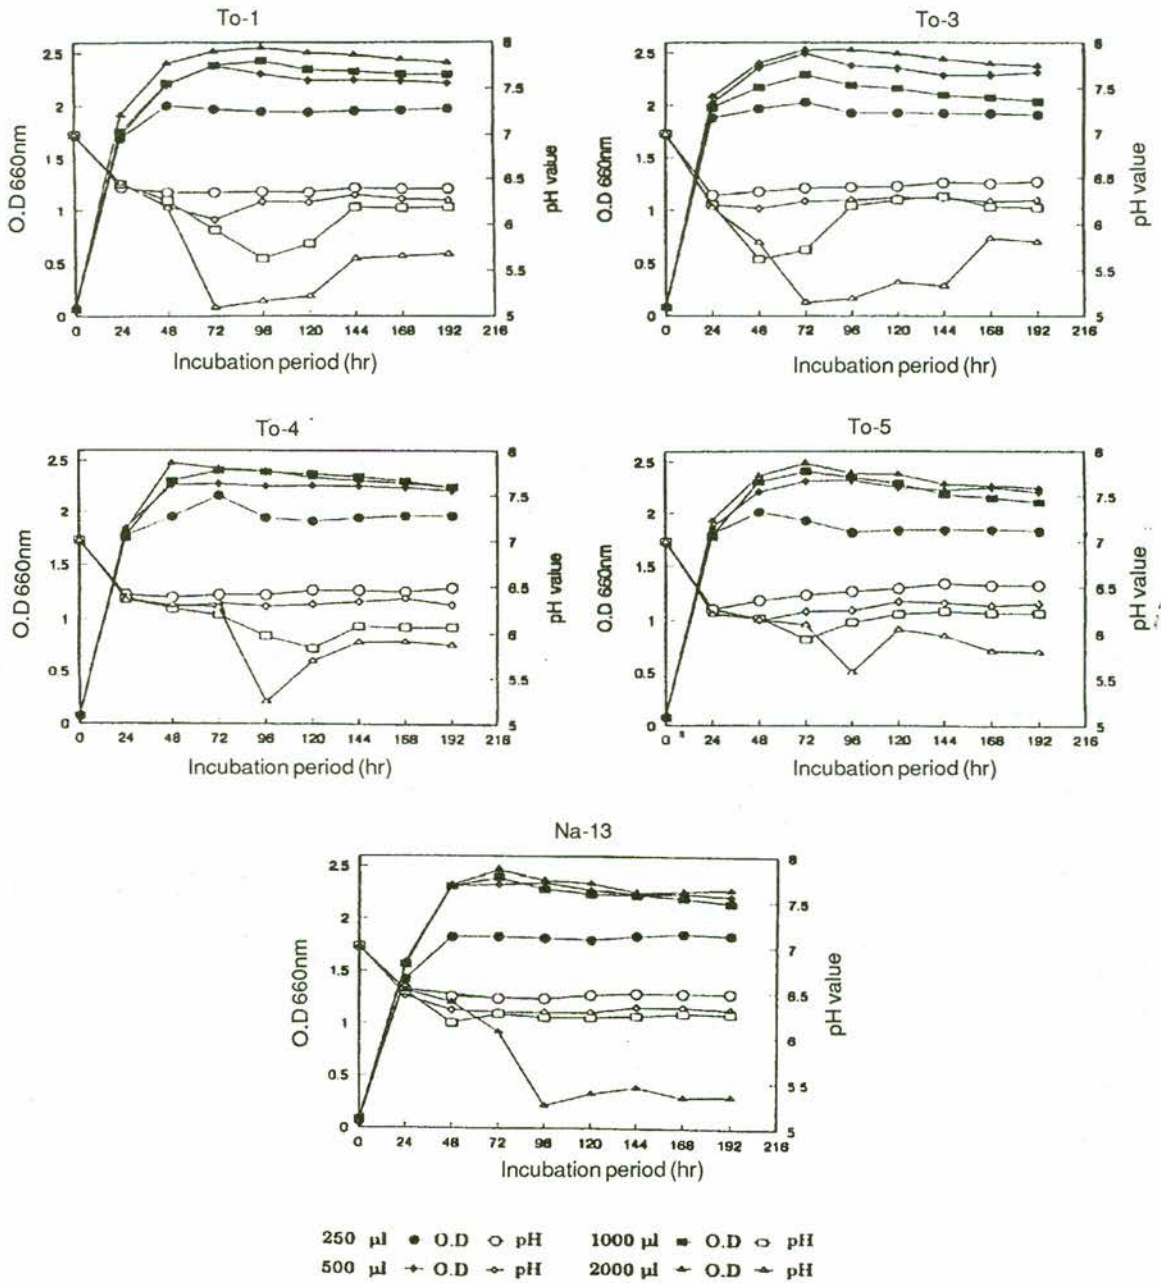 To-1
To-3
2.5
2
1.5
1
0.5
0
O.D 660nm
8
7.5
7
6.5
6
5.5
5
pH value
0 24 48 72 96 120 144 168 192 216
Incubation period (hr)
2.5
2
1.5
1
0.5
0
O.D 660nm
8
7.5
7
6.5
6
5.5
5
pH value
0 24 48 72 96 120 144 168 192 216
Incubation period (hr)
To-4
To-5
2.5
2
1.5
1
0.5
0
O.D 660nm
8
7.5
7
6.5
6
5.5
5
pH value
0 24 48 72 96 120 144 168 192 216
Incubation period (hr)
2.5
2
1.5
1
0.5
0
O.D 660nm
8
7.5
7
6.5
6
5.5
5
pH value
0 24 48 72 96 120 144 168 192 216
Incubation period (hr)
Na-13
2.5
2
1.5
1
0.5
0
O.D 660nm
8
7.5
7
6.5
6
5.5
5
pH value
0 24 48 72 96 120 144 168 192 216
Incubation period (hr)
250 µl O.D pH 1000 µl O.D pH
500 µl O.D pH 2000 µl O.D pH